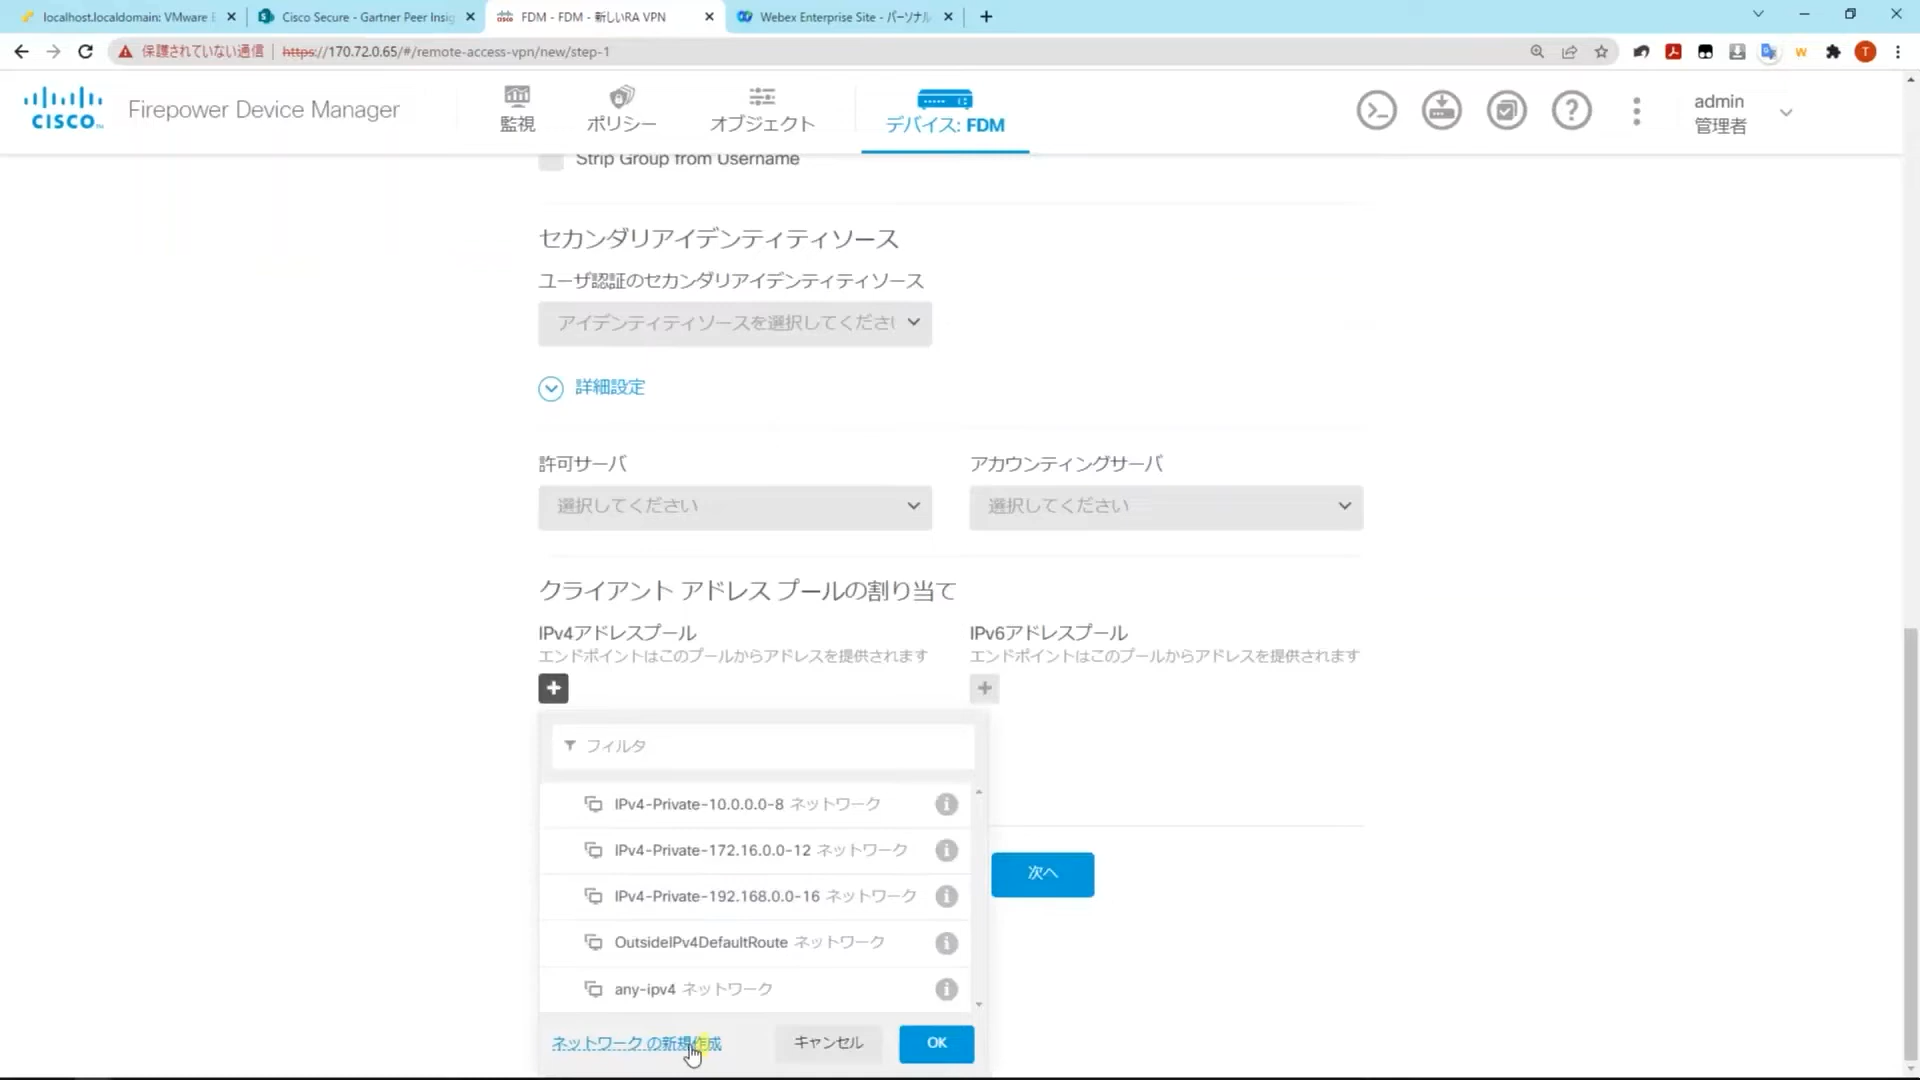 localhost.localdomain: VMware E
Cisco Secure - Gartner Peer Insig
FDM - FDM - 新しいRA VPN
Webex Enterprise Site - パーソナル
保護されていない通信
https://170.72.0.65/#/remote-access-vpn/new/step-1
W
T
CISCO
Firepower Device Manager
監視
ポリシー
オブジェクト
デバイス: FDM
admin
管理者
Strip Group from Username
セカンダリアイデンティティソース
ユーザ認証のセカンダリアイデンティティソース
アイデンティティソースを選択してくださ
詳細設定
許可サーバ
アカウンティングサーバ
選択してください
選択してください
クライアント アドレス プールの割り当て
IPv4アドレスプール
IPv6アドレスプール
エンドポイントはこのプールからアドレスを提供されます
エンドポイントはこのプールからアドレスを提供されます
フィルタ
IPv4-Private-10.0.0.0-8 ネットワーク
IPv4-Private-172.16.0.0-12 ネットワーク
IPv4-Private-192.168.0.0-16 ネットワーク
OutsideIPv4DefaultRoute ネットワーク
any-ipv4 ネットワーク
次へ
ネットワーク の新規作成
キャンセル
OK